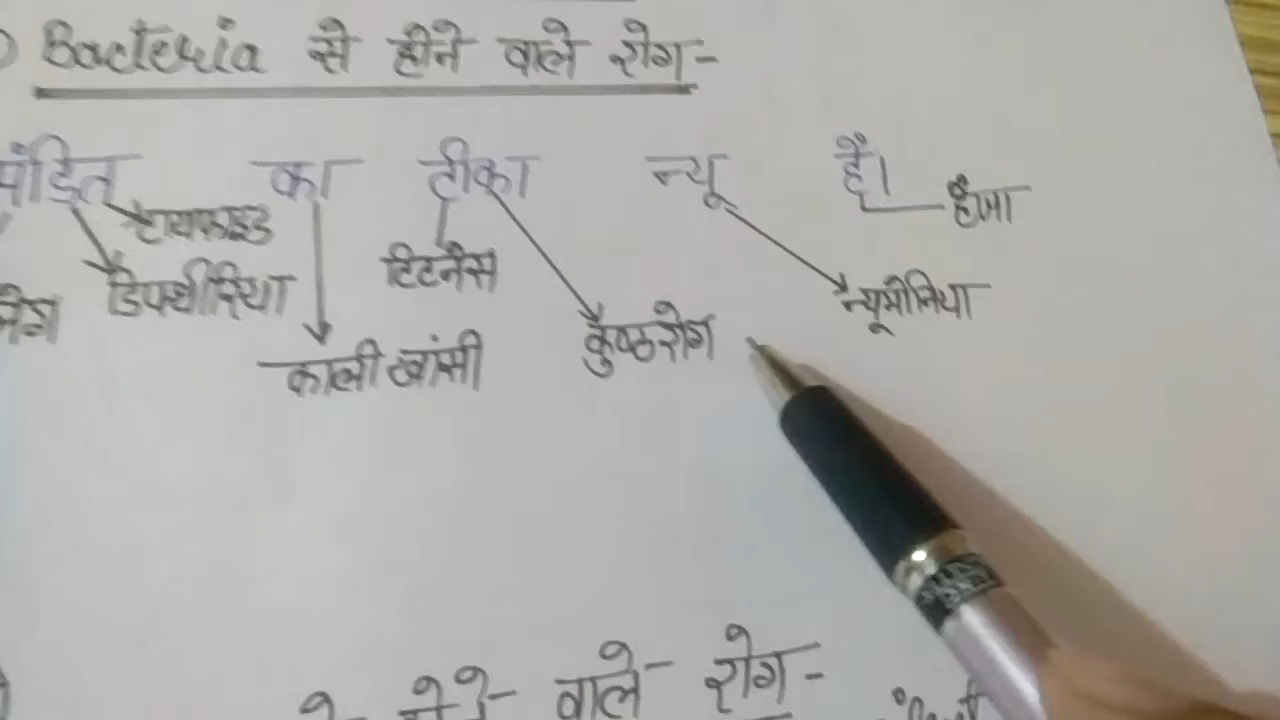 Bacteria से होने वाले रोग-
पंडित का टीका न्यू है।
टायफाइड हैजा
डिफ्थीरिया टिटनेस न्यूमोनिया
काली खांसी कुष्ठरोग
वाले रोग-